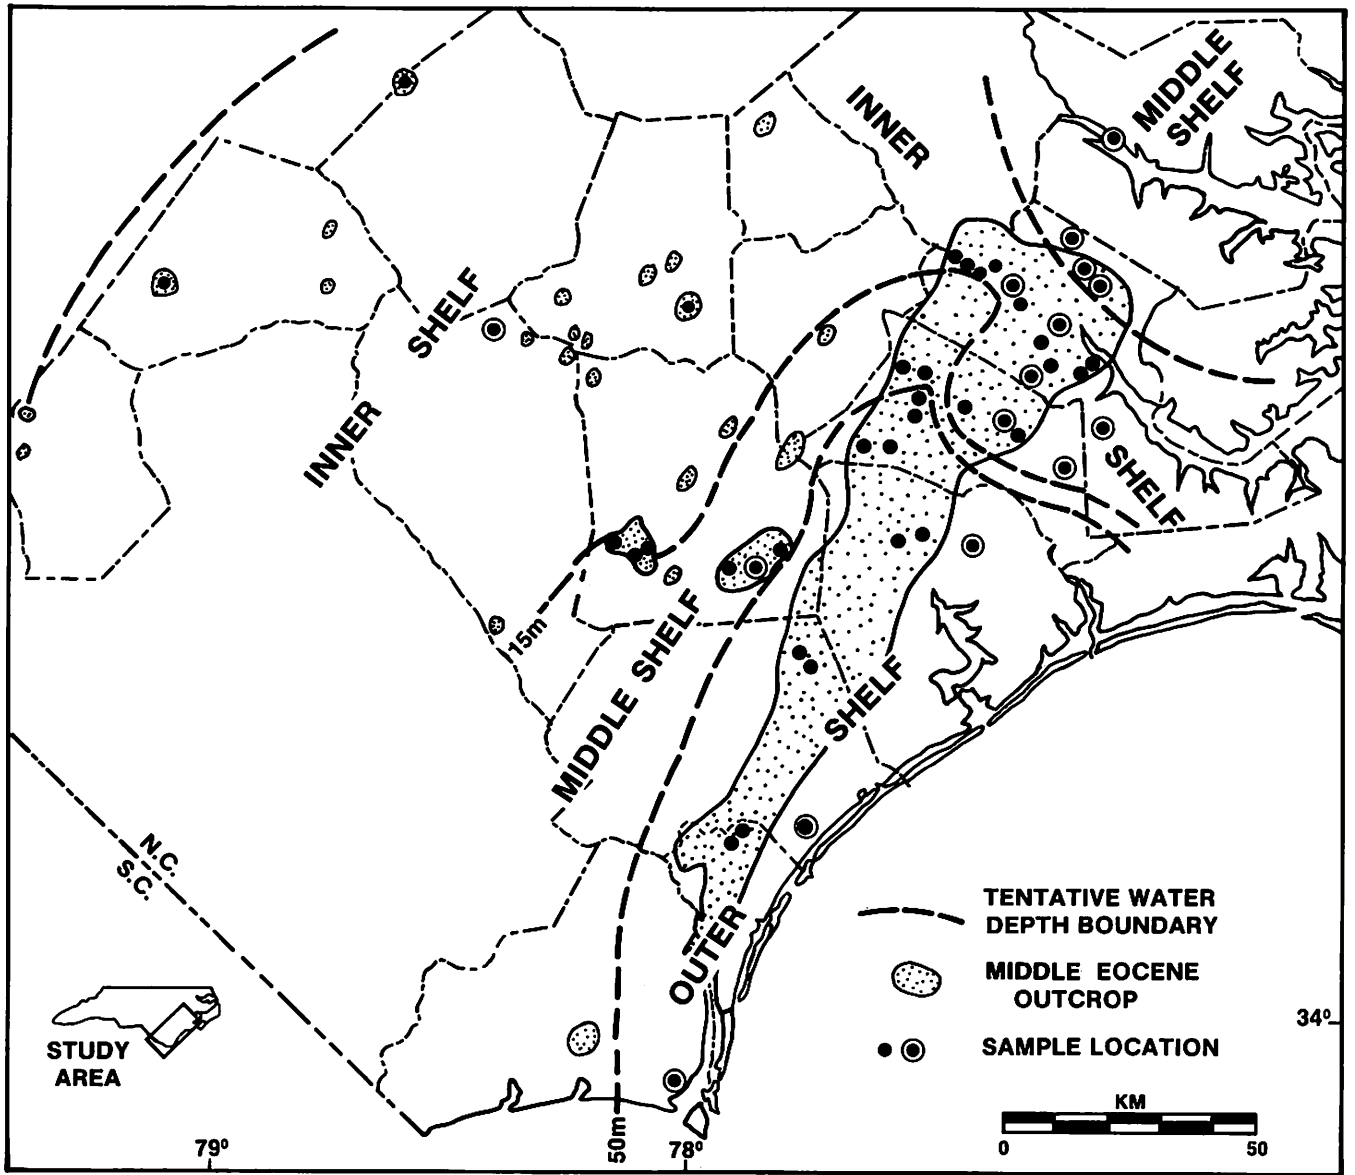 MIDDLE
SHELF
INNER
SHELF
INNER
SHELF
15m
MIDDLE SHELF
SHELF
OUTER
N.C.
S.C.
TENTATIVE WATER
DEPTH BOUNDARY
MIDDLE EOCENE
OUTCROP
SAMPLE LOCATION
STUDY
AREA
34°
KM
0 50
79°
50m
78°